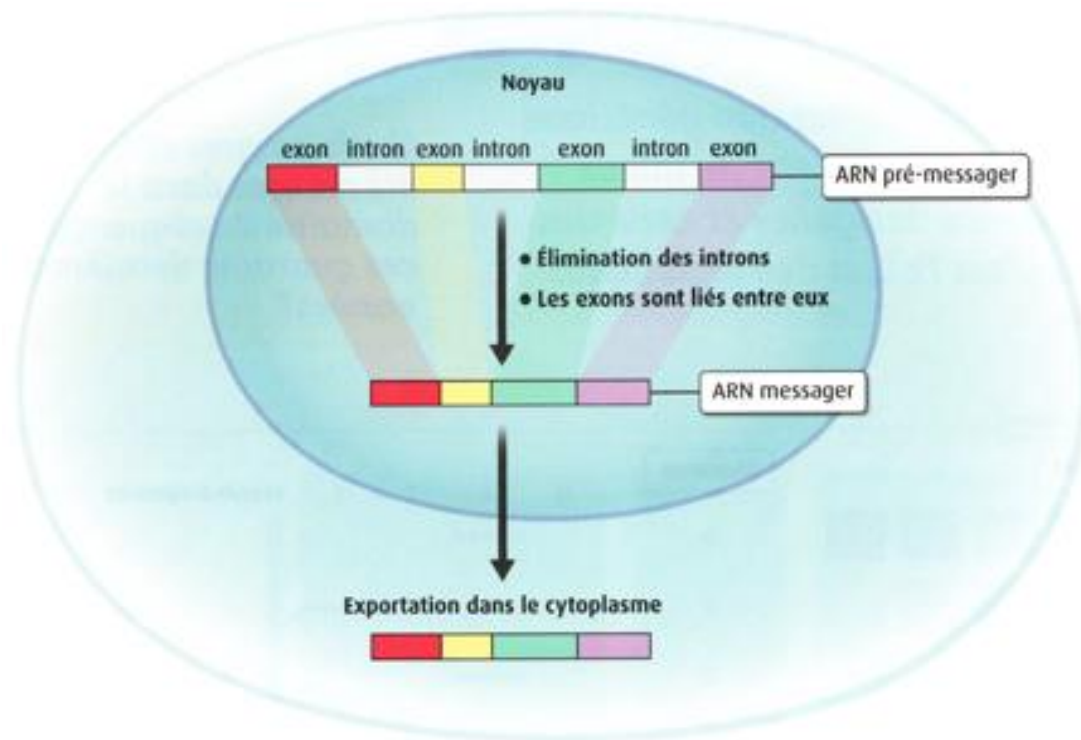 Noyau
exon intron exon intron exon intron exon
ARN pré-messager
• Élimination des introns
• Les exons sont liés entre eux
ARN messager
Exportation dans le cytoplasme